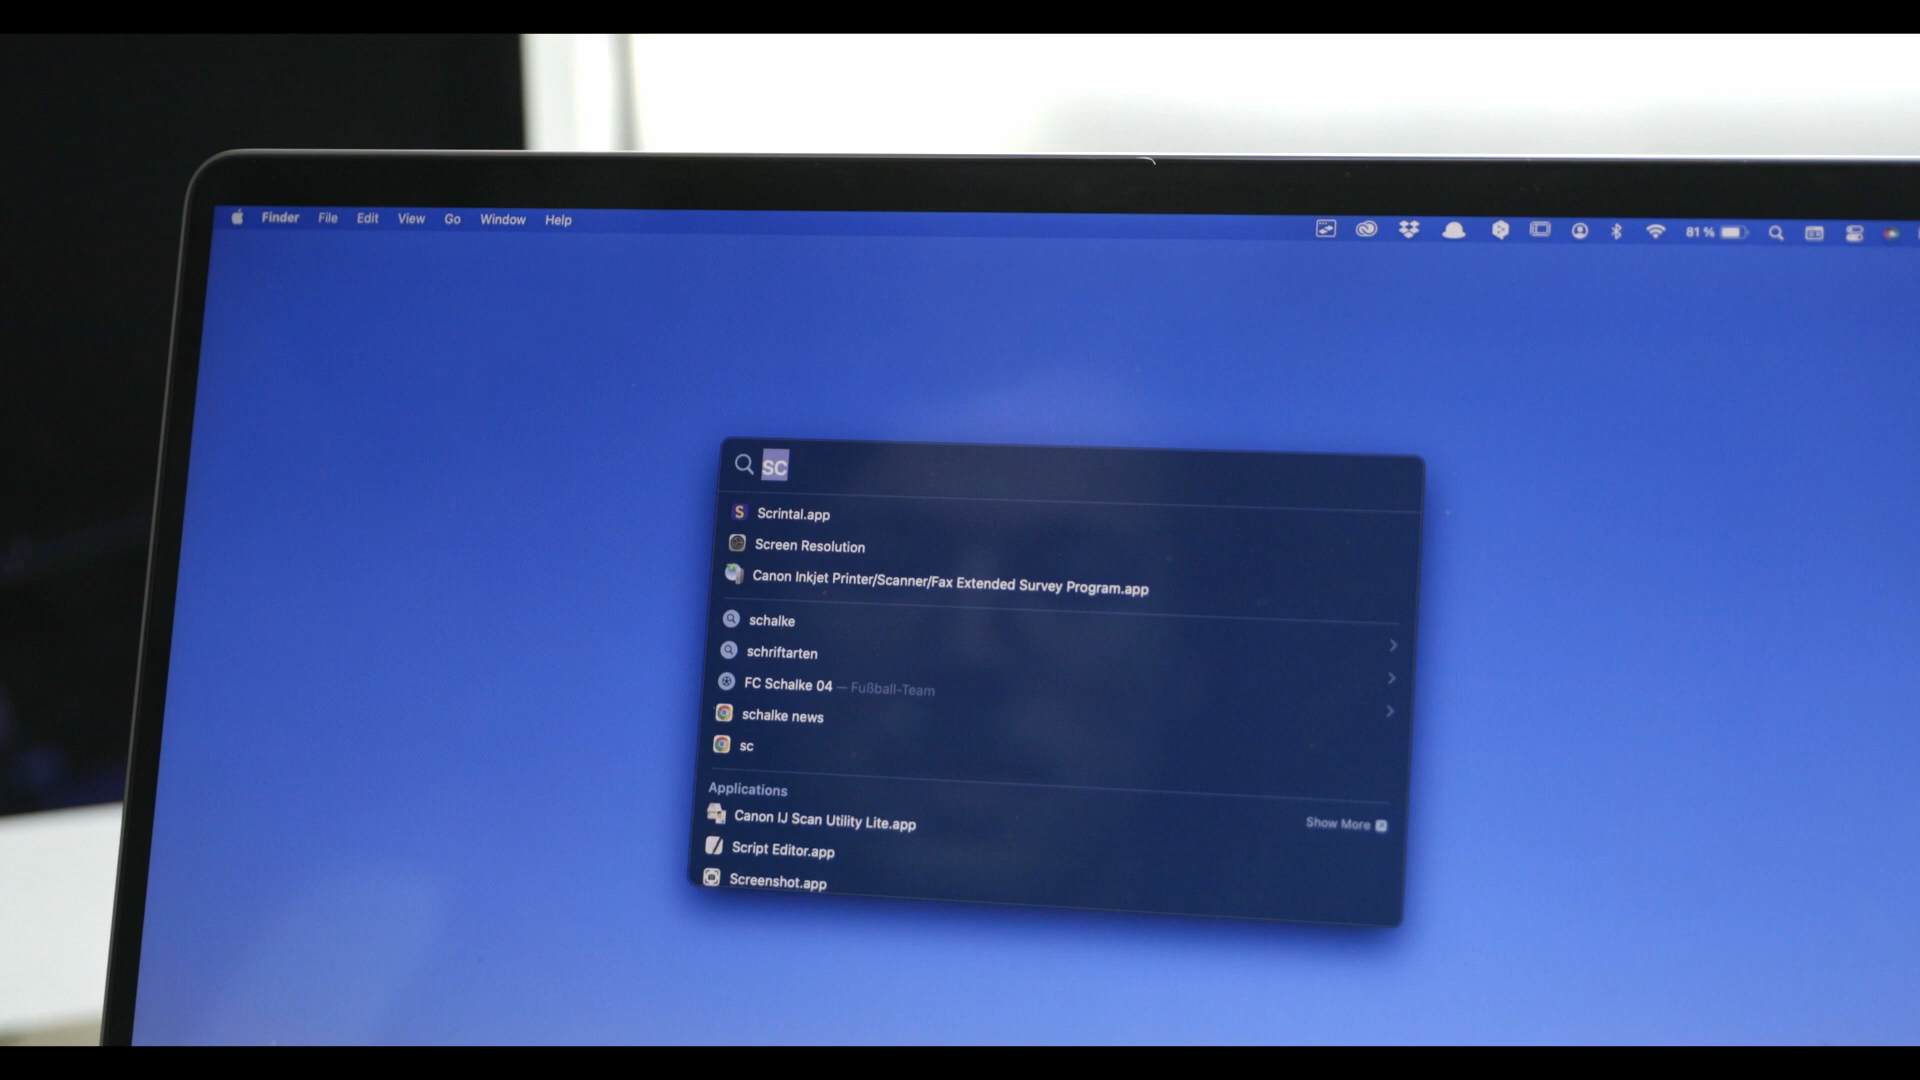 Finder File Edit View Go Window Help
81 %
sc
Scrintal.app
Screen Resolution
Canon Inkjet Printer/Scanner/Fax Extended Survey Program.app
schalke
schriftarten
FC Schalke 04 – Fußball-Team
schalke news
sc
Applications
Show More
Canon IJ Scan Utility Lite.app
Script Editor.app
Screenshot.app